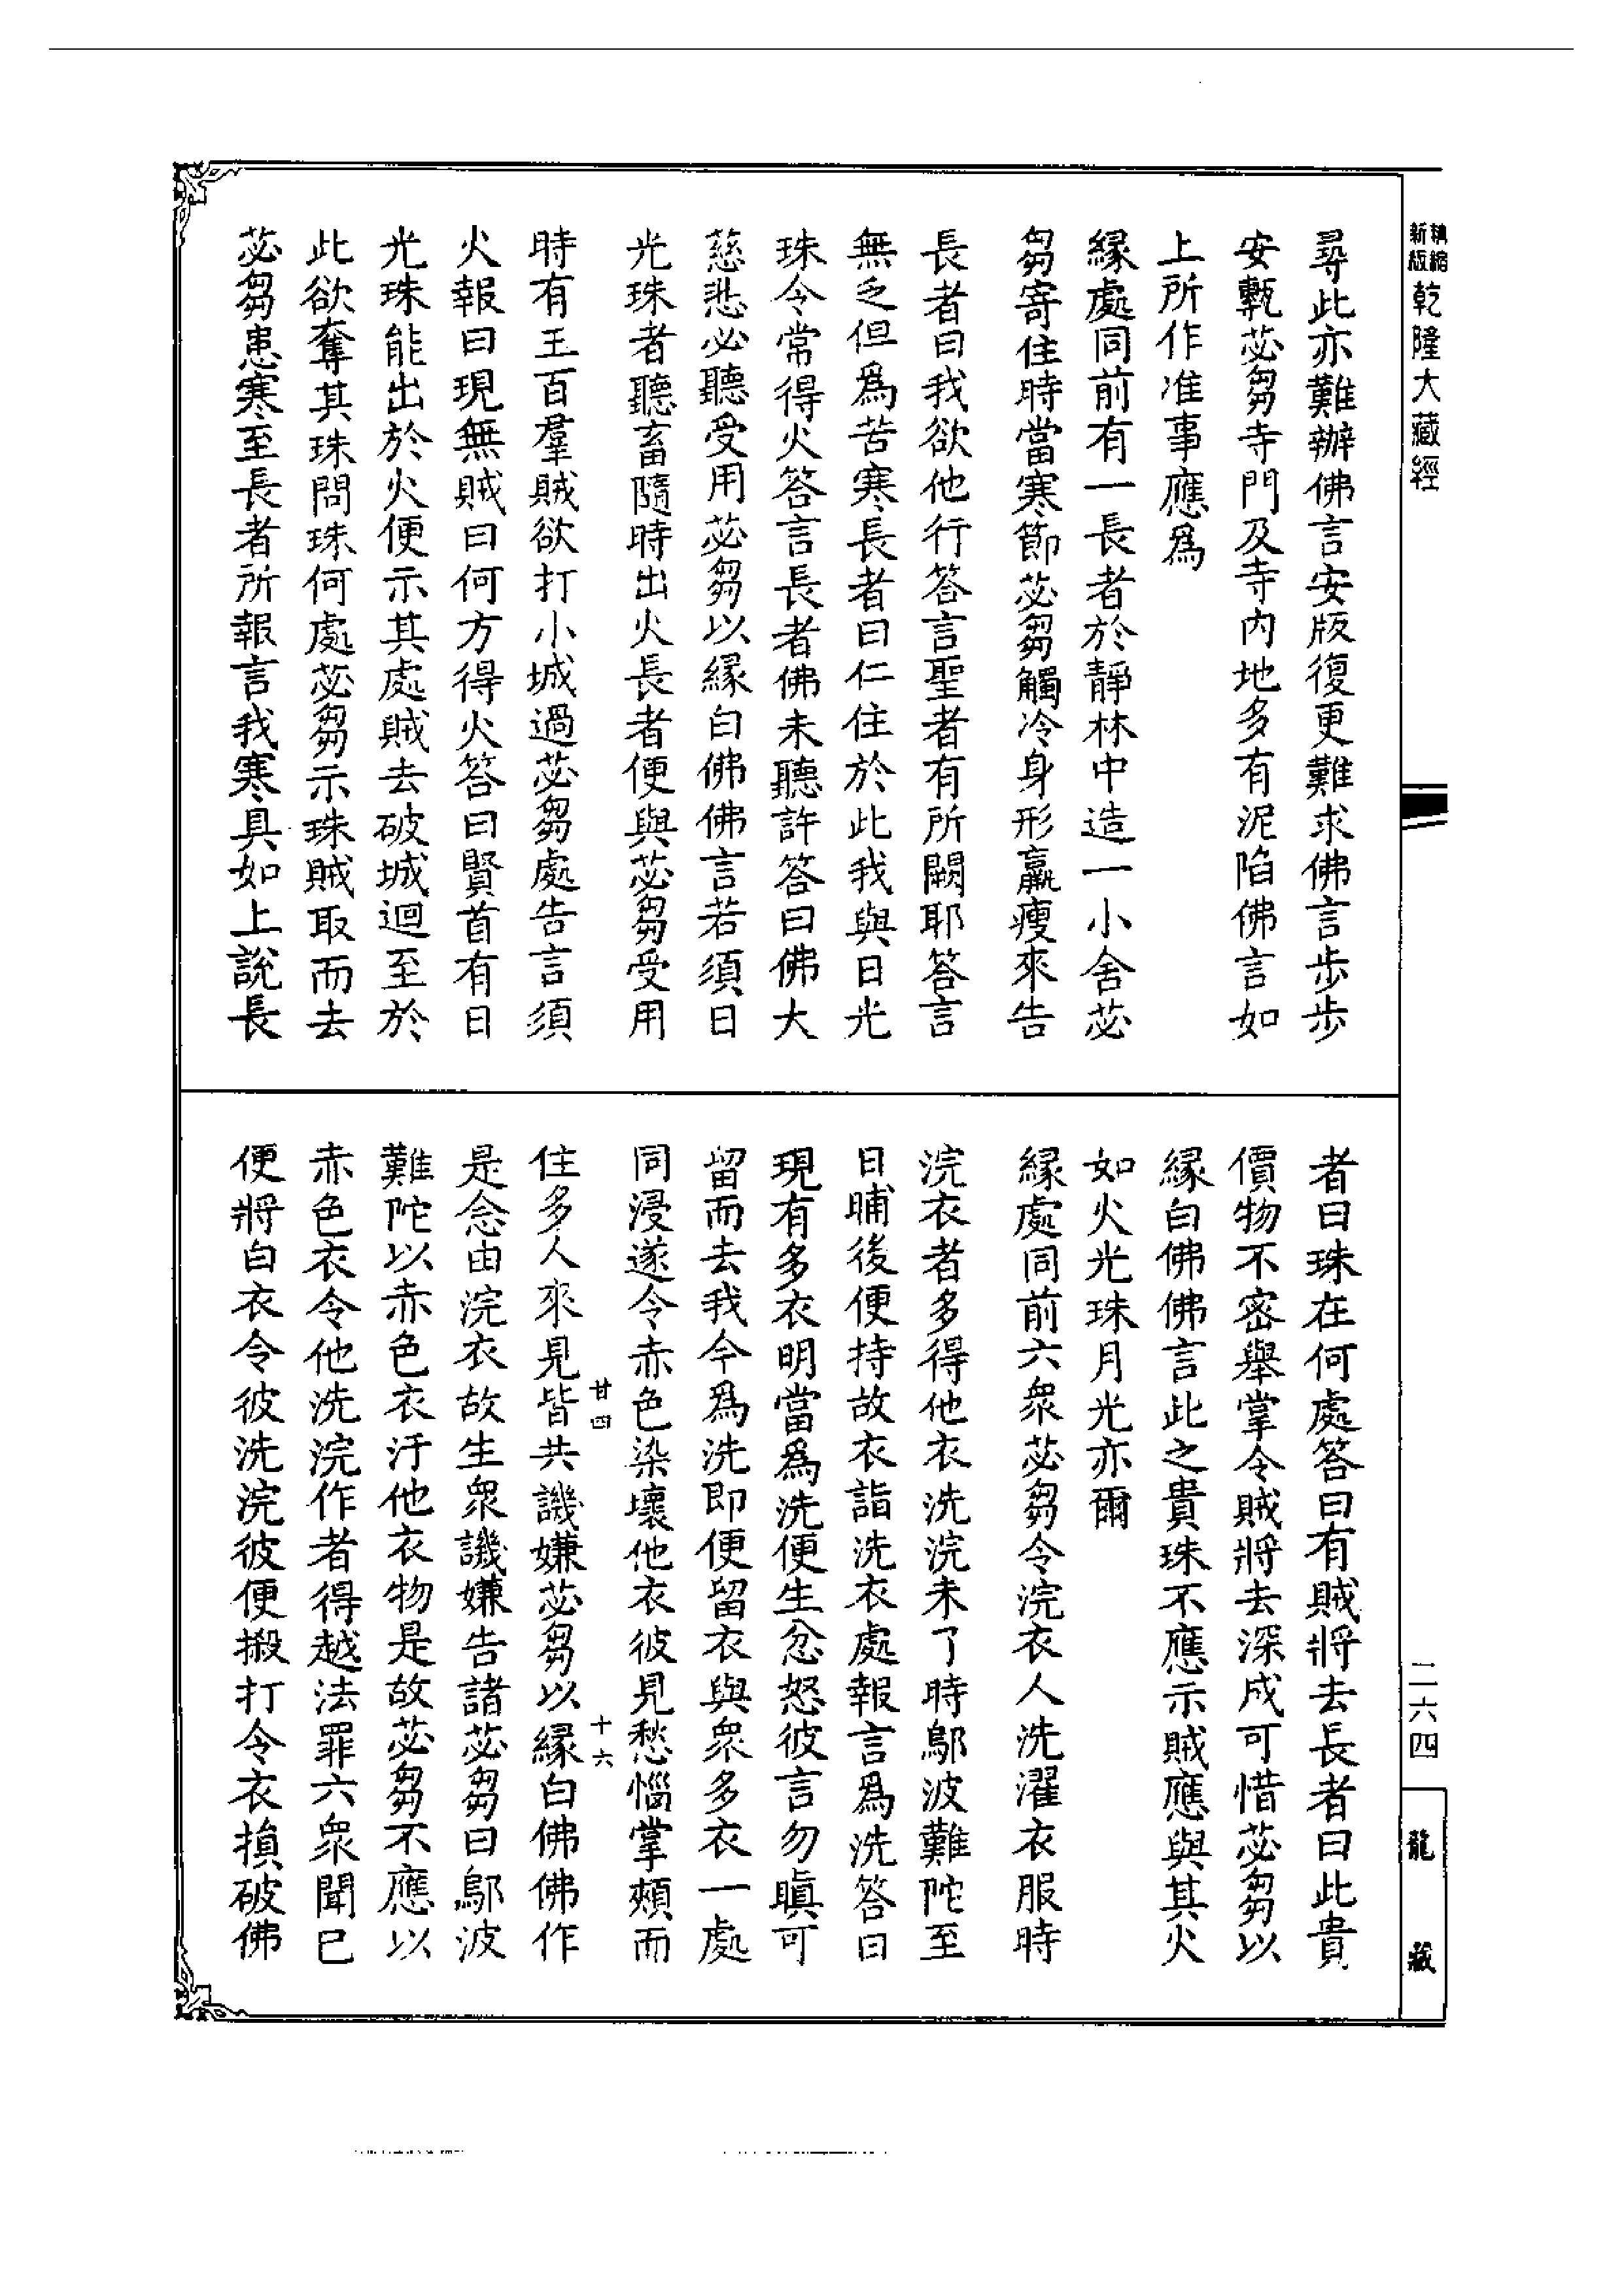 精縮新版乾隆大藏經
尋此亦難辦佛言安版復更難求佛言步步
安甎苾芻寺門及寺內地多有泥陷佛言如
上所作准事應為
緣處同前有一長者於靜林中造一小舍苾
芻寄住時當寒節苾芻觸冷身形羸瘦來告
長者曰我欲他行答言聖者有所闕耶答言
無乏但為苦寒長者曰仁住於此我與日光
珠令常得火答言長者佛未聽許答曰佛大
慈悲必聽受用苾芻以緣白佛佛言若須日
光珠者聽畜隨時出火長者便與苾芻受用
時有五百羣賊欲打小城過苾芻處告言須
火報曰現無賊曰何方得火答曰賢首有日
光珠能出於火便示其處賊去破城迴至於
此欲奪其珠問珠何處苾芻示珠賊取而去
苾芻患寒至長者所報言我寒具如上說長
者曰珠在何處答曰有賊將去長者曰此貴
價物不密舉掌令賊將去深成可惜苾芻以
緣白佛佛言此之貴珠不應示賊應與其火
如火光珠月光亦爾
緣處同前六眾苾芻令浣衣人洗濯衣服時
浣衣者多得他衣洗浣未了時鄔波難陀至
日晡後便持故衣詣洗衣處報言為洗答曰
現有多衣明當為洗便生忿怒彼言勿瞋可
留而去我今為洗即便留衣與眾多衣一處
同浸遂令赤色染壞他衣彼見愁惱掌頰而
住多人來見皆共譏嫌苾芻以緣白佛佛作
甘四 十六
是念由浣衣故生眾譏嫌告諸苾芻曰鄔波
難陀以赤色衣汙他衣物是故苾芻不應以
赤色衣令他洗浣作者得越法罪六眾聞已
便將白衣令彼洗浣彼便搬打令衣損破佛
二六四
龍藏